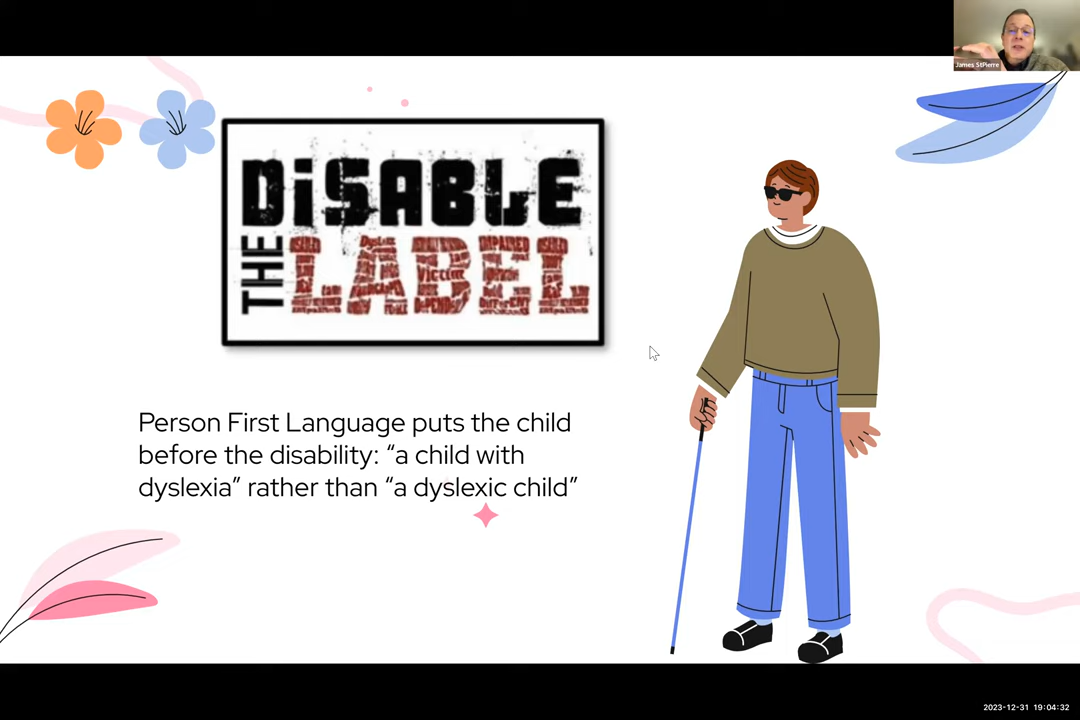 James StPierre
DiSABLE
THE LABEL
Person First Language puts the child
before the disability: “a child with
dyslexia” rather than “a dyslexic child”
2023-12-31 19:04:32